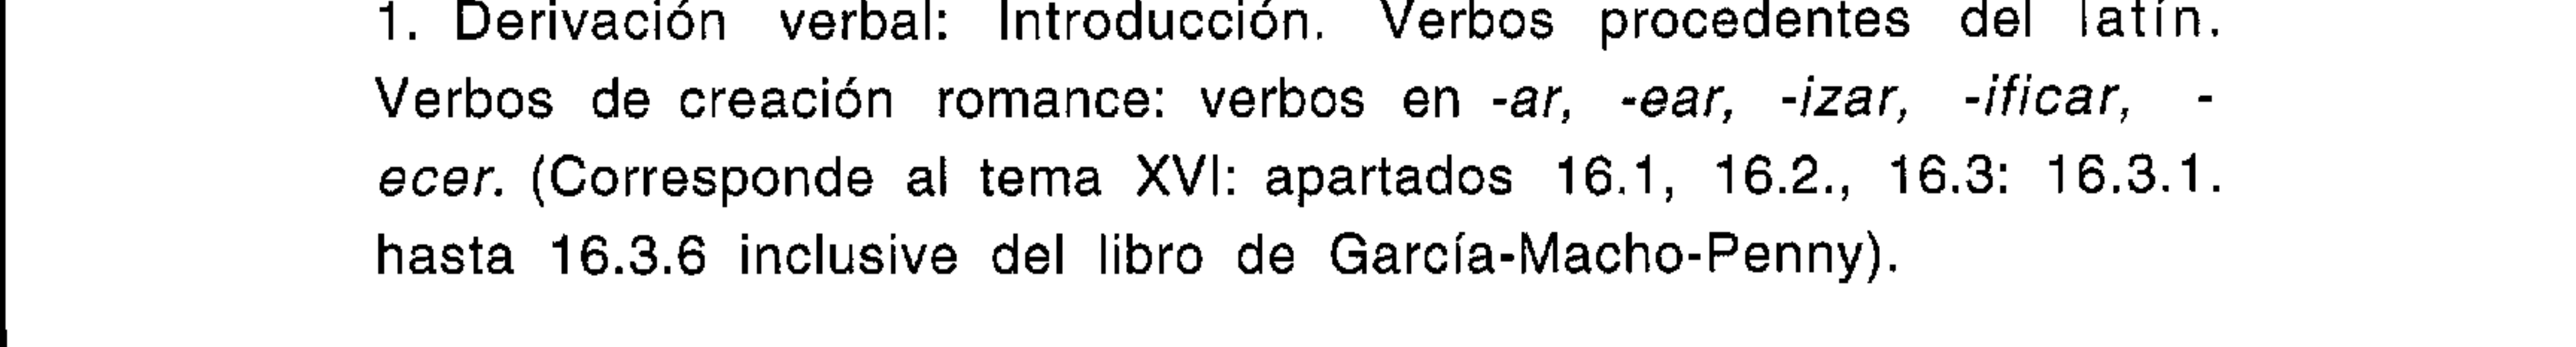 1. Derivación verbal: Introducción. Verbos procedentes del latín.
Verbos de creación romance: verbos en -ar, -ear, -izar, -ificar, -
ecer. (Corresponde al tema XVI: apartados 16.1, 16.2., 16.3: 16.3.1.
hasta 16.3.6 inclusive del libro de García-Macho-Penny).